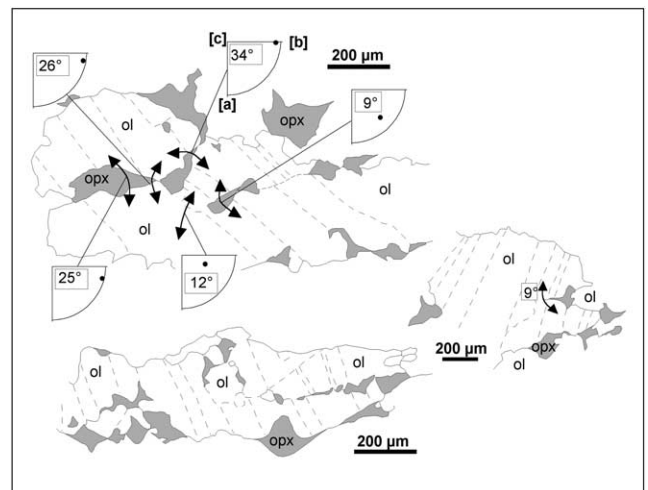 [c] [b]
26° 34° 200 µm
[a] 9°
ol opx
opx ol
ol
ol
25° 12° 9° ol
ol ol 200 µm opx
ol ol
opx 200 µm